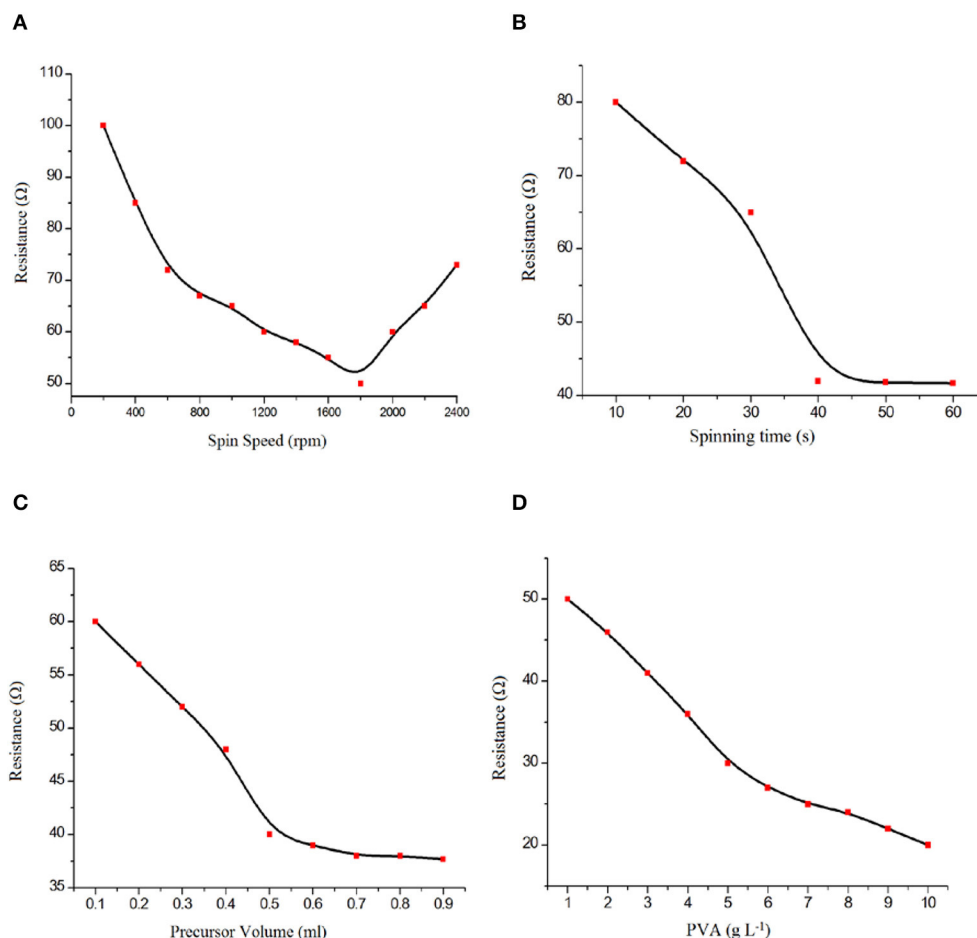 A
110
100
90
80
70
60
50
0 400 800 1200 1600 2000 2400
Resistance (Ω)
Spin Speed (rpm)
B
80
70
60
50
40
10 20 30 40 50 60
Resistance (Ω)
Spinning time (s)
C
65
60
55
50
45
40
35
0.1 0.2 0.3 0.4 0.5 0.6 0.7 0.8 0.9
Resistance (Ω)
Precursor Volume (ml)
D
50
40
30
20
1 2 3 4 5 6 7 8 9 10
Resistance (Ω)
PVA (g L⁻¹)